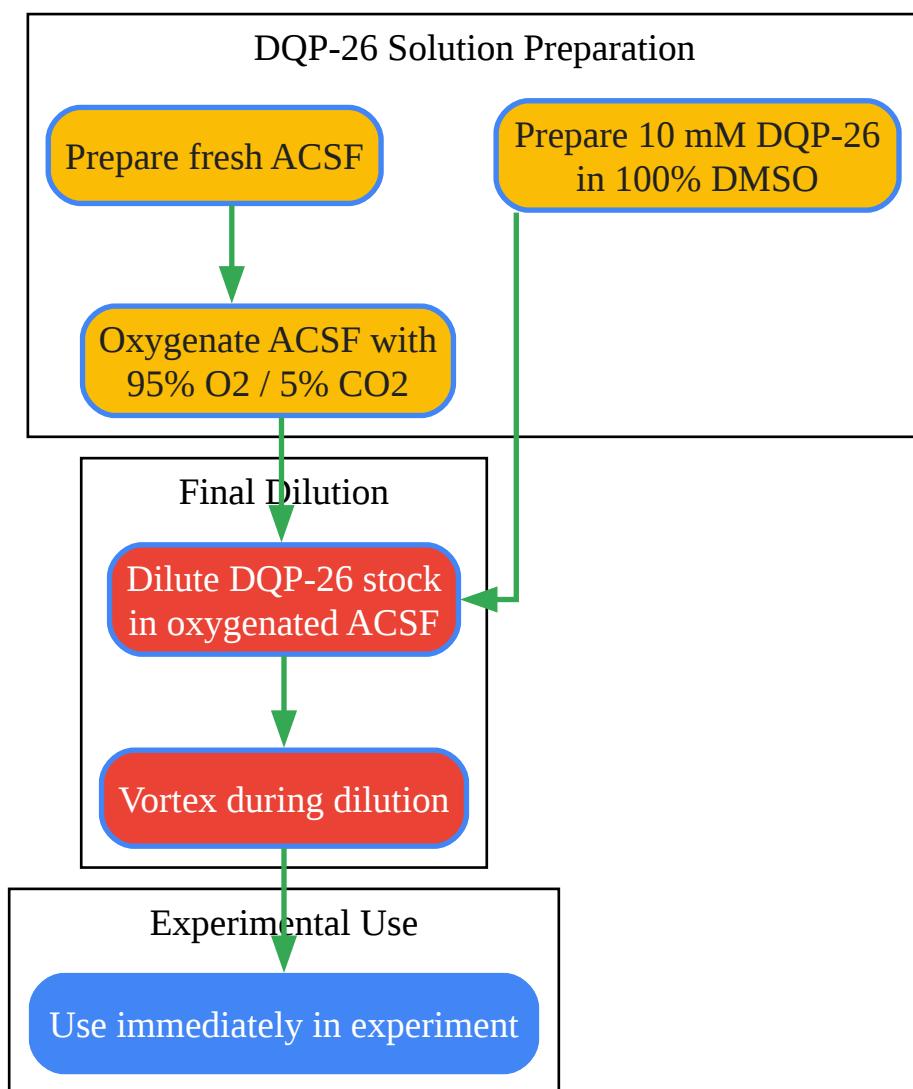 DQP-26 Solution Preparation
Prepare fresh ACSF
Prepare 10 mM DQP-26
in 100% DMSO
Oxygenate ACSF with
95% O2 / 5% CO2
Final Dilution
Dilute DQP-26 stock
in oxygenated ACSF
Vortex during dilution
Experimental Use
Use immediately in experiment